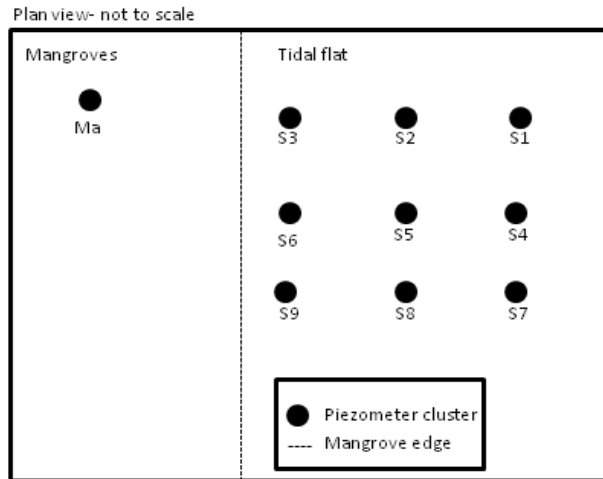 Plan view- not to scale
Mangroves
Tidal flat
Ma
S3
S2
S1
S6
S5
S4
S9
S8
S7
Piezometer cluster
Mangrove edge